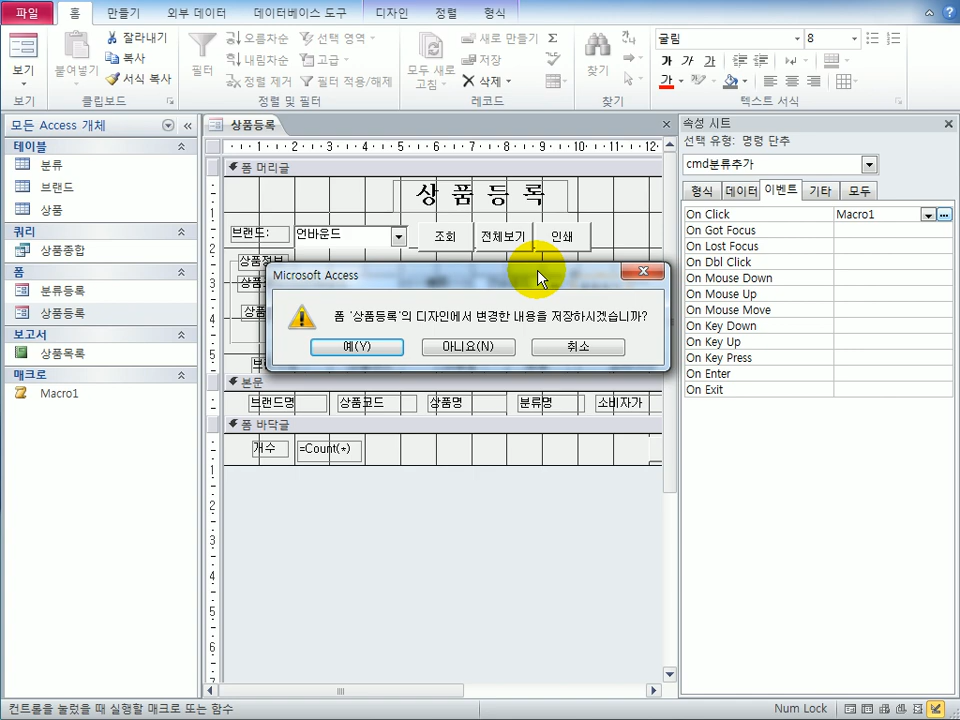 파일 홈 만들기 외부 데이터 데이터베이스 도구 디자인 정렬 형식
보기
보기
붙여넣기
잘라내기
복사
서식 복사
클립보드
필터
오름차순
내림차순
정렬 제거
선택 영역
고급
필터 적용/해제
정렬 및 필터
모두 새로
고침
새로 만들기
저장
삭제
레코드
찾기
찾기
굴림 8
가 가 가
가
텍스트 서식
모든 Access 개체
테이블
분류
브랜드
상품
쿼리
상품종합
폼
분류등록
상품등록
보고서
상품목록
매크로
Macro1
상품등록
1 2 3 4 5 6 7 8 9 10 11 12
폼 머리글
상 품 등 록
브랜드: 언바운드 조회 전체보기 인쇄
상품정보
Microsoft Access
폼 '상품등록'의 디자인에서 변경한 내용을 저장하시겠습니까?
예(Y) 아니요(N) 취소
본문
브랜드명 상품코드 상품명 분류명 소비자가
폼 바닥글
개수 =Count(*)
속성 시트
선택 유형: 명령 단추
cmd분류추가
형식 데이터 이벤트 기타 모두
On Click Macro1
On Got Focus
On Lost Focus
On Dbl Click
On Mouse Down
On Mouse Up
On Mouse Move
On Key Down
On Key Up
On Key Press
On Enter
On Exit
컨트롤을 눌렀을 때 실행할 매크로 또는 함수
Num Lock